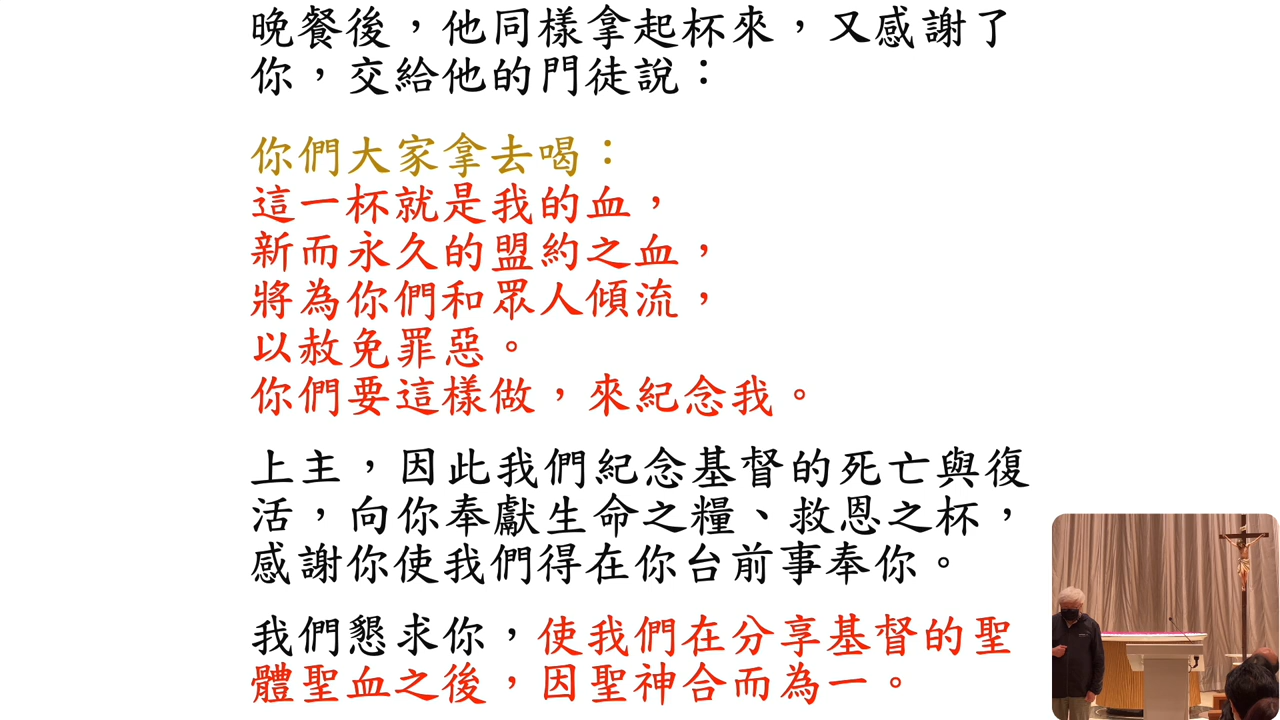 晚餐後，他同樣拿起杯來，又感謝了
你，交給他的門徒說：
你們大家拿去喝：
這一杯就是我的血，
新而永久的盟約之血，
將為你們和眾人傾流，
以赦免罪惡。
你們要這樣做，來紀念我。
上主，因此我們紀念基督的死亡與復
活，向你奉獻生命之糧、救恩之杯，
感謝你使我們得在你台前事奉你。
我們懇求你，使我們在分享基督的聖
體聖血之後，因聖神合而為一。